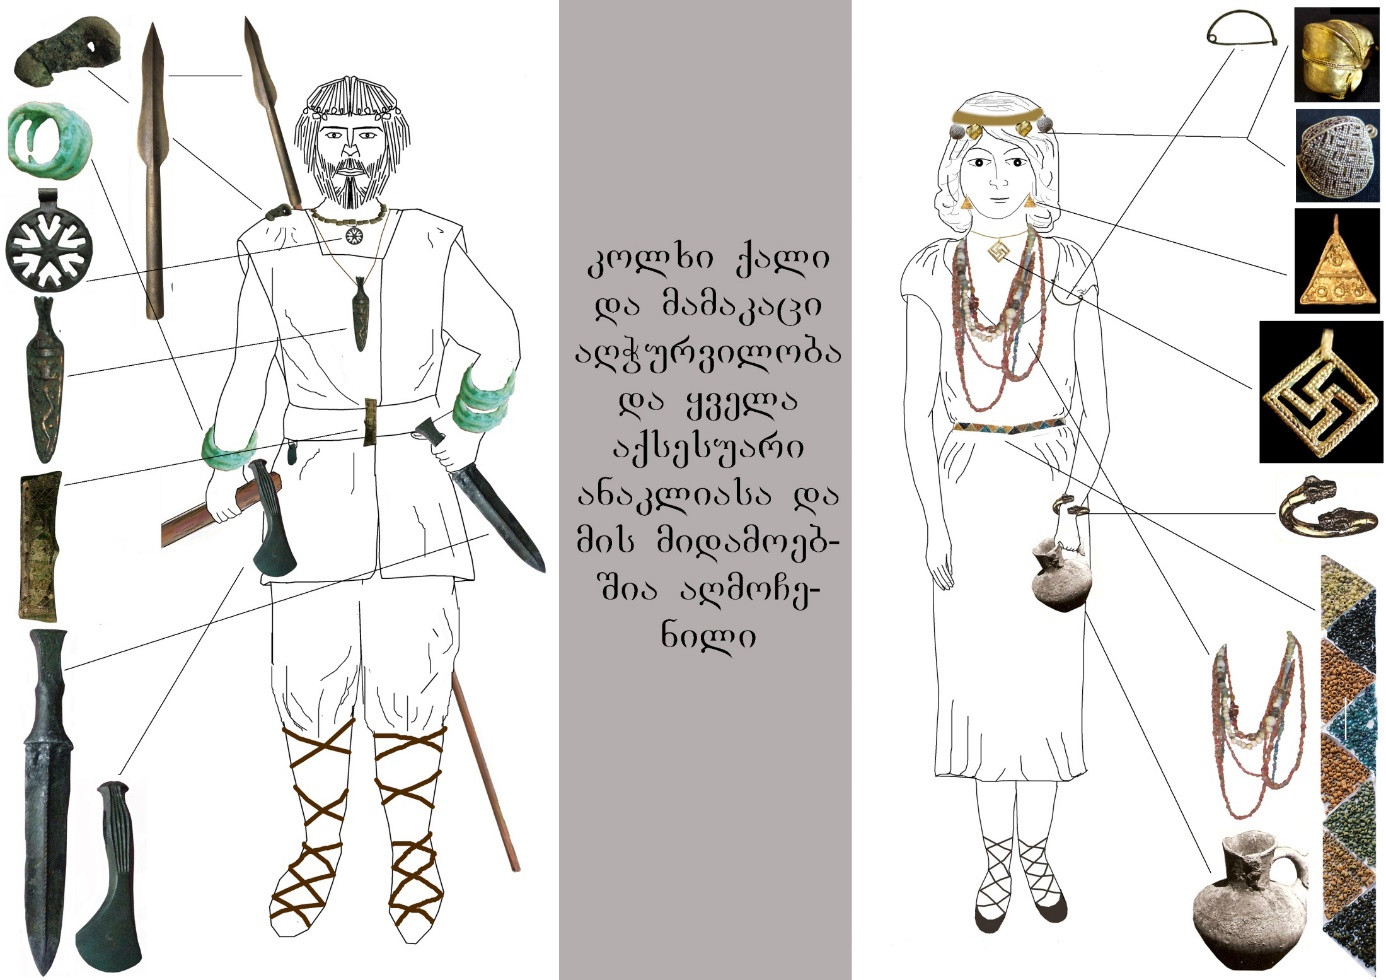 კოლხი ქალი
და მამაკაცი
აღჭურვილობა
და ყველა
აქსესუარი
ანაკლიასა და
მის მიდამოებ-
შია აღმოჩე-
ნილი